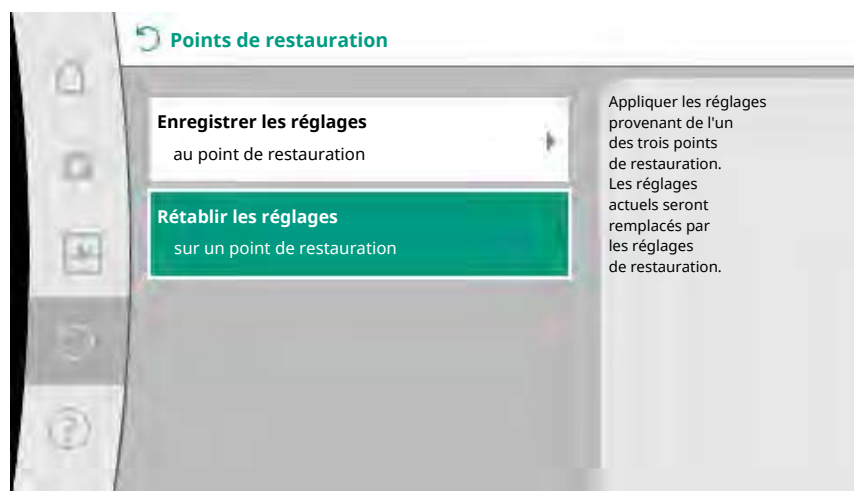 Points de restauration
Enregistrer les réglages
au point de restauration
Rétablir les réglages
sur un point de restauration
Appliquer les réglages
provenant de l'un
des trois points
de restauration.
Les réglages
actuels seront
remplacés par
les réglages
de restauration.